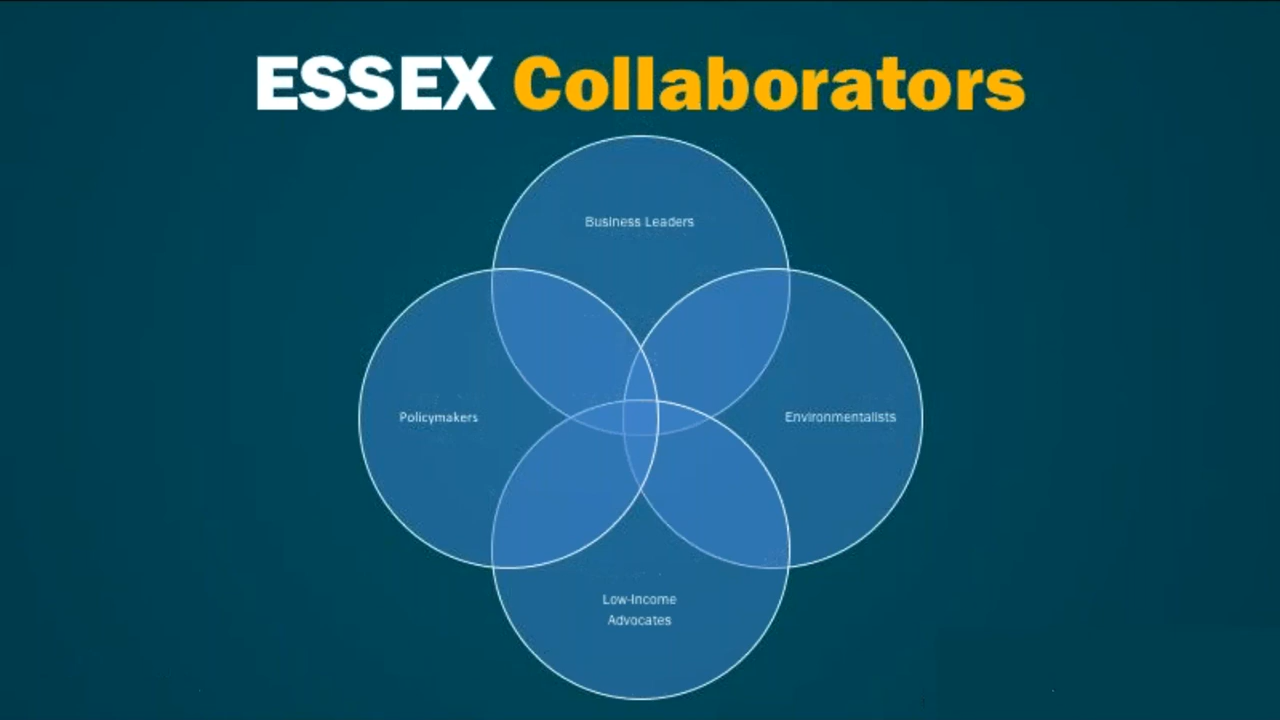 ESSEX Collaborators
Business Leaders
Policymakers
Environmentalists
Low-Income
Advocates